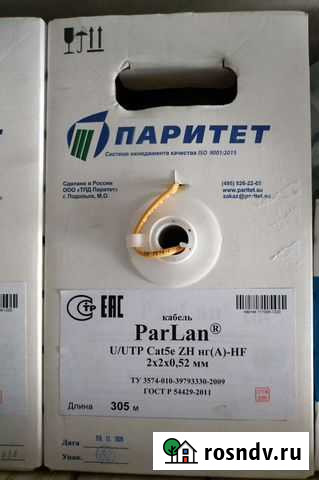 ПАРИТЕТ
Система менеджмента качества ISO 9001:2015
Сделано в России
ООО «ТПД Паритет»
г. Подольск, М.О.
(495) 926-22-65
www.paritet.su
zakaz@paritet.su
кабель
СТР EAC
ParLan®
U/UTP Cat5e ZH нг(А)-HF
2x2x0,52 мм
ТУ 3574-010-39793330-2009
ГОСТ Р 54429-2011
Длина 305 м
Дата
Упак.
rosndv.ru